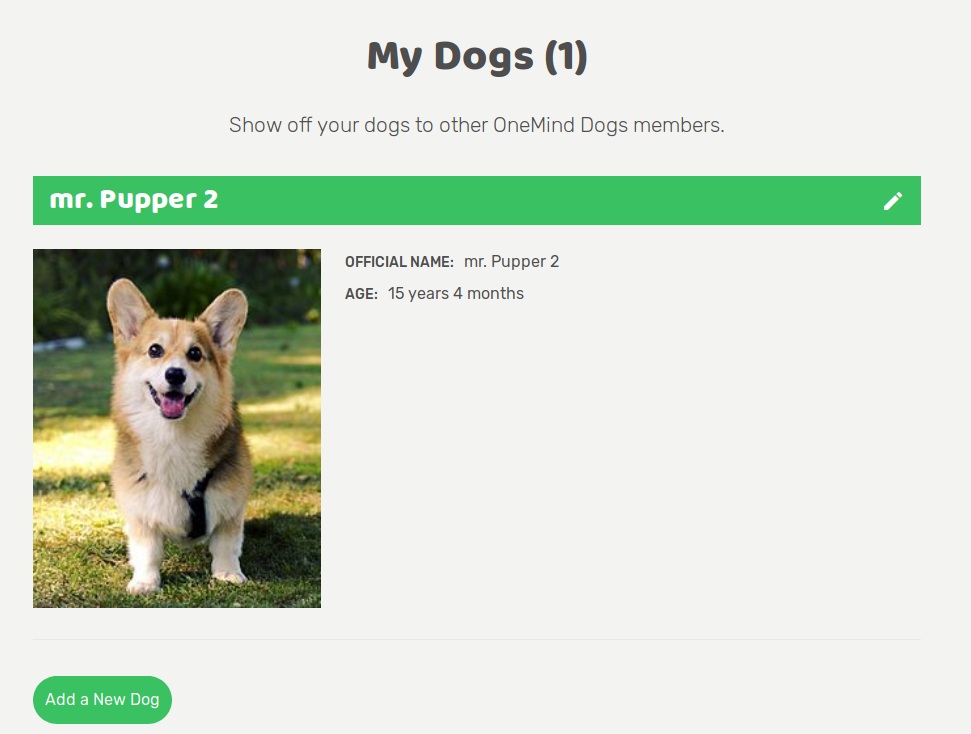 My Dogs (1)
Show off your dogs to other OneMind Dogs members.
mr. Pupper 2
OFFICIAL NAME: mr. Pupper 2
AGE: 15 years 4 months
Add a New Dog